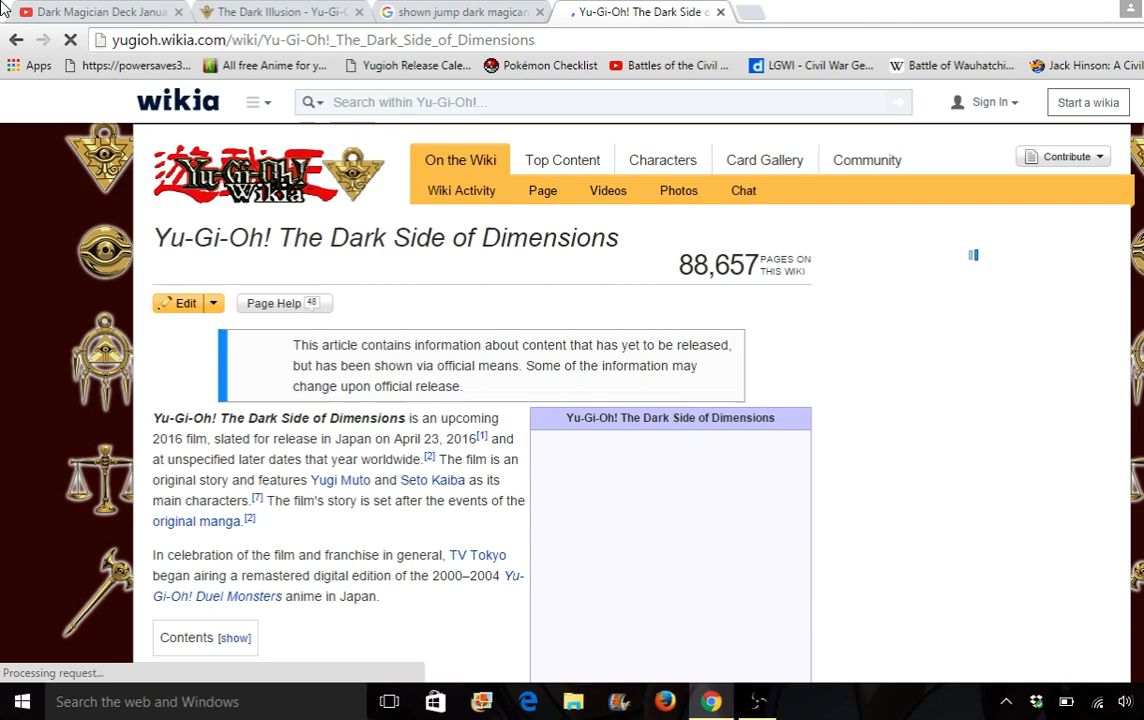 Dark Magician Deck Janua
The Dark Illusion - Yu-Gi-C
shown jump dark magican
Yu-Gi-Oh! The Dark Side o
yugioh.wikia.com/wiki/Yu-Gi-Oh!_The_Dark_Side_of_Dimensions
Apps
https://powersaves3...
All free Anime for y...
Yugioh Release Cale...
Pokémon Checklist
Battles of the Civil ...
LGWI - Civil War Ge...
Battle of Wauhatchi...
Jack Hinson: A Civil
wikia
Search within Yu-Gi-Oh!...
Sign In
Start a wikia
遊戯王
Yu-Gi-Oh!
Wikia
On the Wiki
Top Content
Characters
Card Gallery
Community
Contribute
Wiki Activity
Page
Videos
Photos
Chat
Yu-Gi-Oh! The Dark Side of Dimensions
88,657 PAGES ON
THIS WIKI
Edit
Page Help 48
This article contains information about content that has yet to be released,
but has been shown via official means. Some of the information may
change upon official release.
Yu-Gi-Oh! The Dark Side of Dimensions is an upcoming
2016 film, slated for release in Japan on April 23, 2016[1] and
at unspecified later dates that year worldwide.[2] The film is an
original story and features Yugi Muto and Seto Kaiba as its
main characters.[7] The film's story is set after the events of the
original manga.[2]
In celebration of the film and franchise in general, TV Tokyo
began airing a remastered digital edition of the 2000–2004 Yu-
Gi-Oh! Duel Monsters anime in Japan.
Contents [show]
Yu-Gi-Oh! The Dark Side of Dimensions
Processing request...
Search the web and Windows